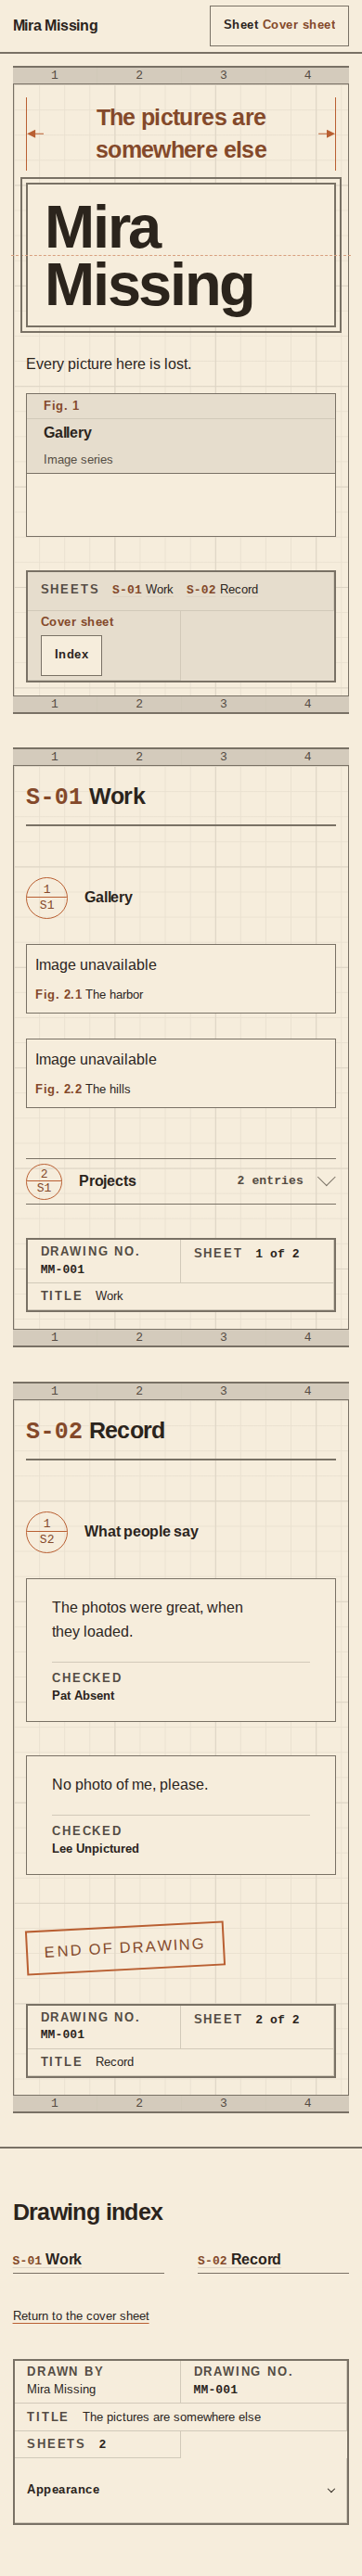 Mira Missing
Sheet Cover sheet
1 2 3 4
The pictures are
somewhere else
Mira
Missing
Every picture here is lost.
Fig. 1
Gallery
Image series
SHEETS S-01 Work S-02 Record
Cover sheet
Index
1 2 3 4
1 2 3 4
S-01 Work
1
S1
Gallery
Image unavailable
Fig. 2.1 The harbor
Image unavailable
Fig. 2.2 The hills
2
S1
Projects
2 entries
DRAWING NO.
MM-001
SHEET 1 of 2
TITLE Work
1 2 3 4
1 2 3 4
S-02 Record
1
S2
What people say
The photos were great, when
they loaded.
CHECKED
Pat Absent
No photo of me, please.
CHECKED
Lee Unpictured
END OF DRAWING
DRAWING NO.
MM-001
SHEET 2 of 2
TITLE Record
1 2 3 4
Drawing index
S-01 Work
S-02 Record
Return to the cover sheet
DRAWN BY
Mira Missing
DRAWING NO.
MM-001
TITLE The pictures are somewhere else
SHEETS 2
Appearance